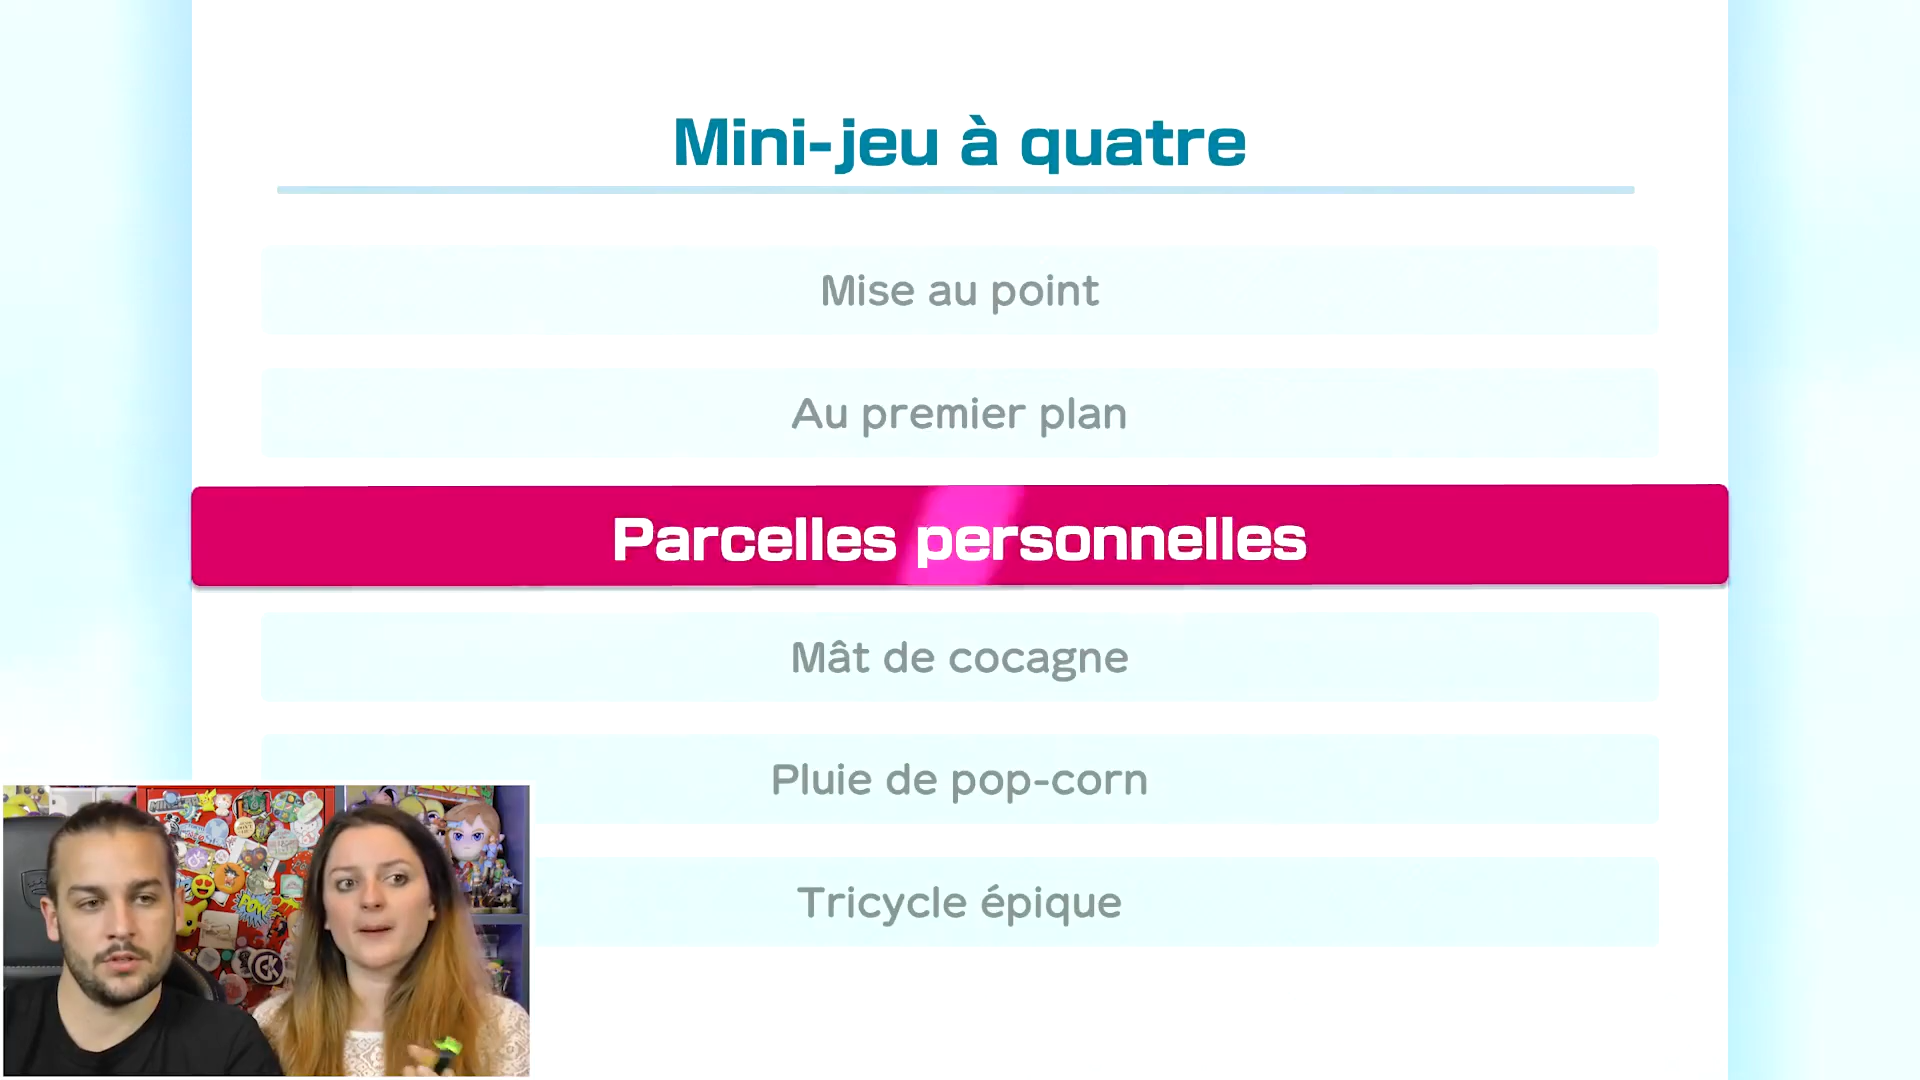 Mini-jeu à quatre
Mise au point
Au premier plan
Parcelles personnelles
Mât de cocagne
Pluie de pop-corn
Tricycle épique
POW